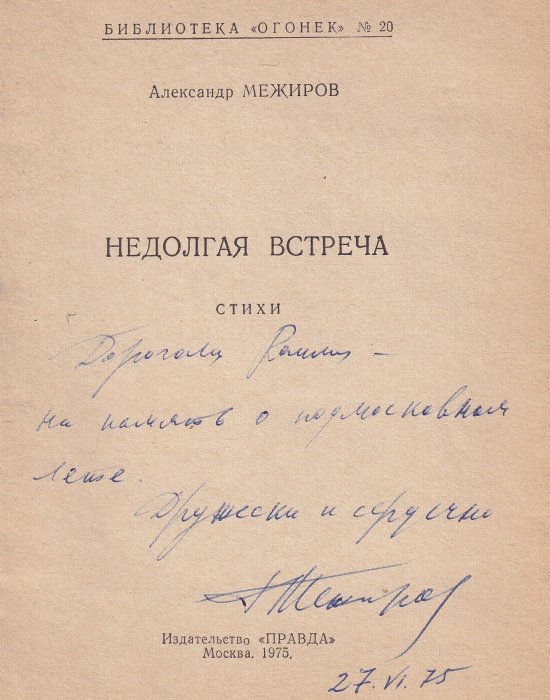 БИБЛИОТЕКА «ОГОНЕК» № 20
Александр МЕЖИРОВ
НЕДОЛГАЯ ВСТРЕЧА
СТИХИ
на память о подмосковном
лете.
Дружески и сердечно
А Межиров
Издательство «ПРАВДА»
Москва. 1975.
27.VI.75